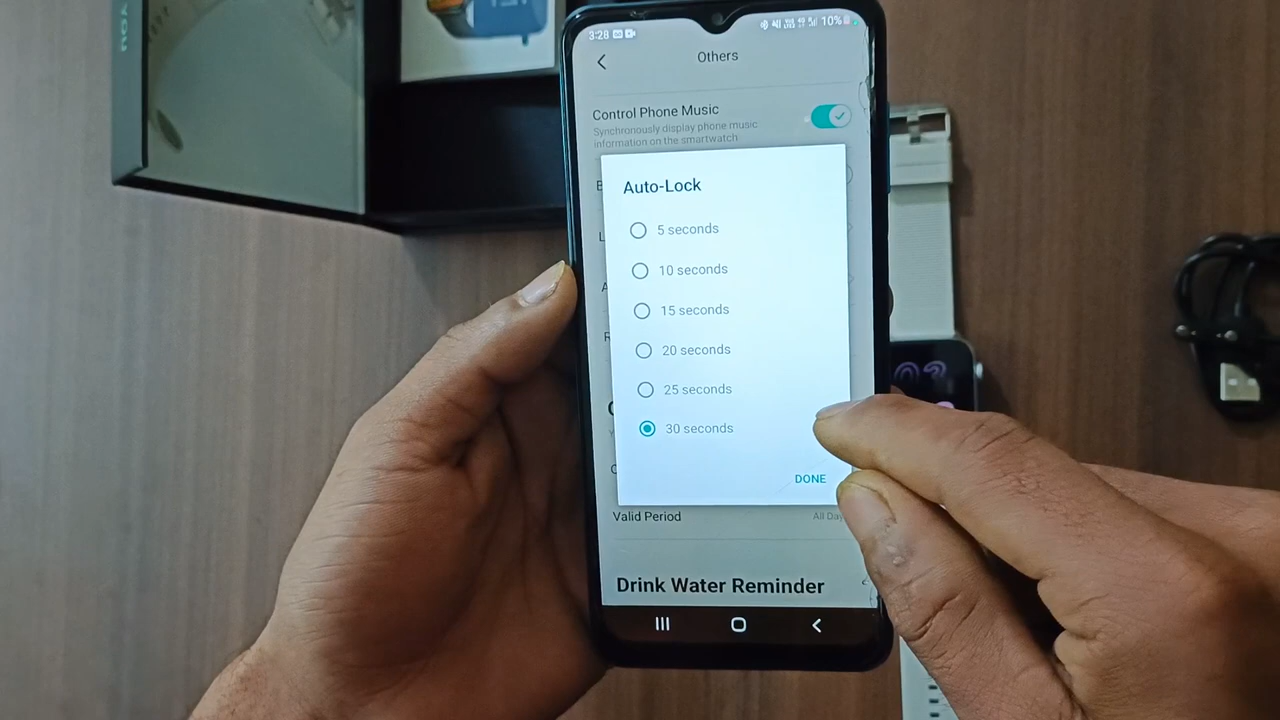 3:28
10%
Others
Control Phone Music
Synchronously display phone music
information on the smartwatch
Auto-Lock
5 seconds
10 seconds
15 seconds
20 seconds
25 seconds
30 seconds
DONE
Valid Period
All Day
Drink Water Reminder
02